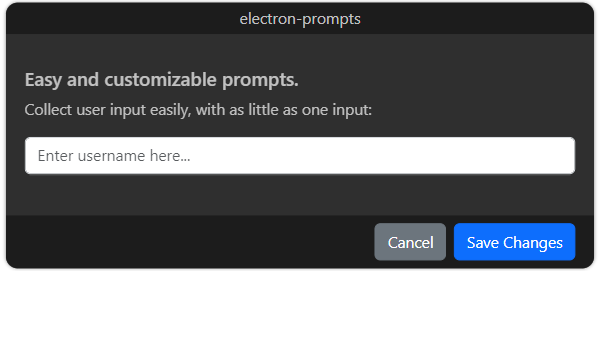 electron-prompts
Easy and customizable prompts.
Collect user input easily, with as little as one input:
Enter username here...
Cancel
Save Changes